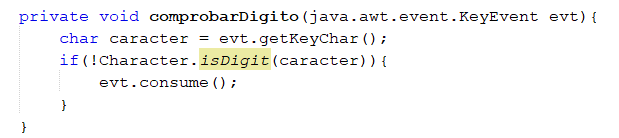 private void comprobarDigito(java.awt.event.KeyEvent evt){
    char caracter = evt.getKeyChar();
    if(!Character.isDigit(caracter)){
        evt.consume();
    }
}